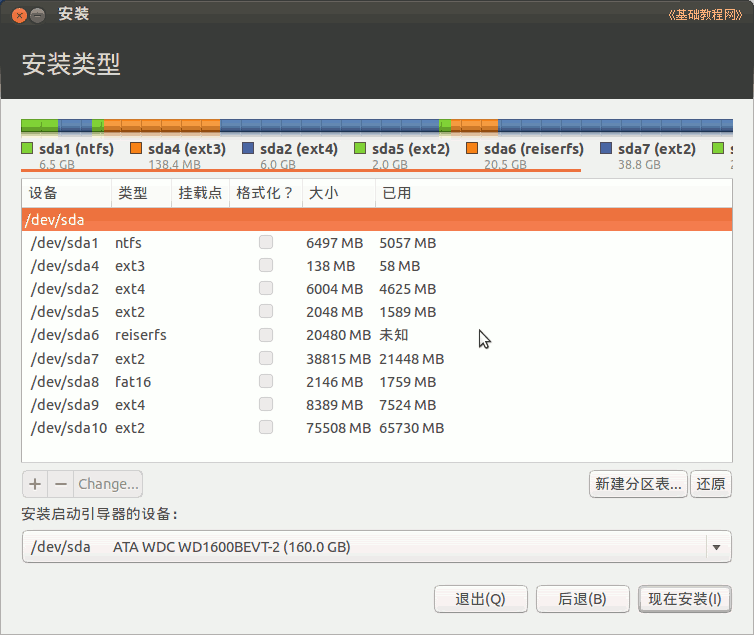 安装
《基础教程网》
安装类型
sda1 (ntfs) sda4 (ext3) sda2 (ext4) sda5 (ext2) sda6 (reiserfs) sda7 (ext2)
6.5 GB 138.4 MB 6.0 GB 2.0 GB 20.5 GB 38.8 GB
设备 类型 挂载点 格式化？ 大小 已用
/dev/sda
/dev/sda1 ntfs 6497 MB 5057 MB
/dev/sda4 ext3 138 MB 58 MB
/dev/sda2 ext4 6004 MB 4625 MB
/dev/sda5 ext2 2048 MB 1589 MB
/dev/sda6 reiserfs 20480 MB 未知
/dev/sda7 ext2 38815 MB 21448 MB
/dev/sda8 fat16 2146 MB 1759 MB
/dev/sda9 ext4 8389 MB 7524 MB
/dev/sda10 ext2 75508 MB 65730 MB
+ − Change... 新建分区表... 还原
安装启动引导器的设备：
/dev/sda ATA WDC WD1600BEVT-2 (160.0 GB)
退出(Q) 后退(B) 现在安装(I)